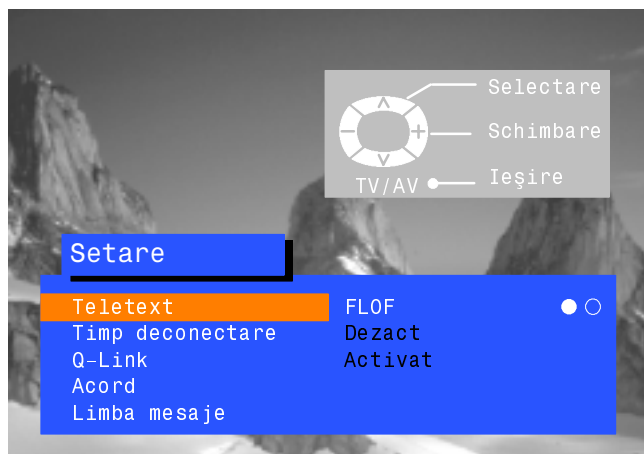 Selectare
Schimbare
TV/AV Ieşire
Setare
Teletext FLOF
Timp deconectare Dezact
Q-Link Activat
Acord
Limba mesaje